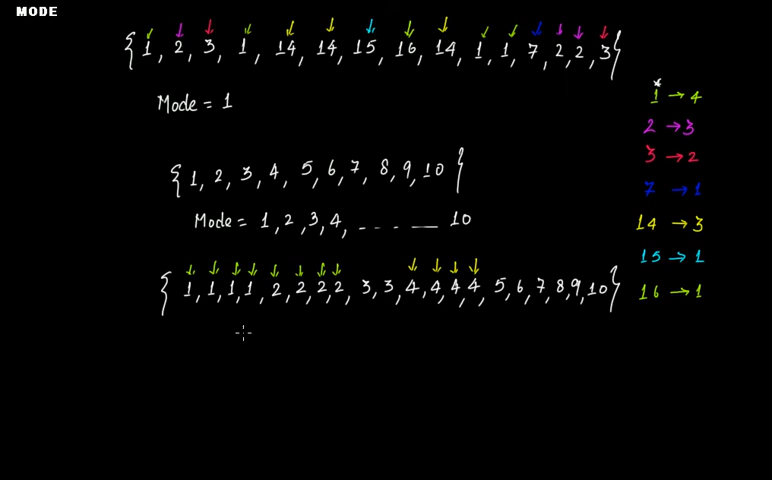 MODE
{1, 2, 3, 1, 14, 14, 15, 16, 14, 1, 1, 7, 2, 2, 3}
Mode = 1
{1, 2, 3, 4, 5, 6, 7, 8, 9, 10}
Mode = 1, 2, 3, 4, . _ . _ __ 10
{1, 1, 1, 1, 2, 2, 2, 2, 3, 3, 4, 4, 4, 4, 5, 6, 7, 8, 9, 10}
1 → 4
2 → 3
3 → 2
7 → 1
14 → 3
15 → 1
16 → 1